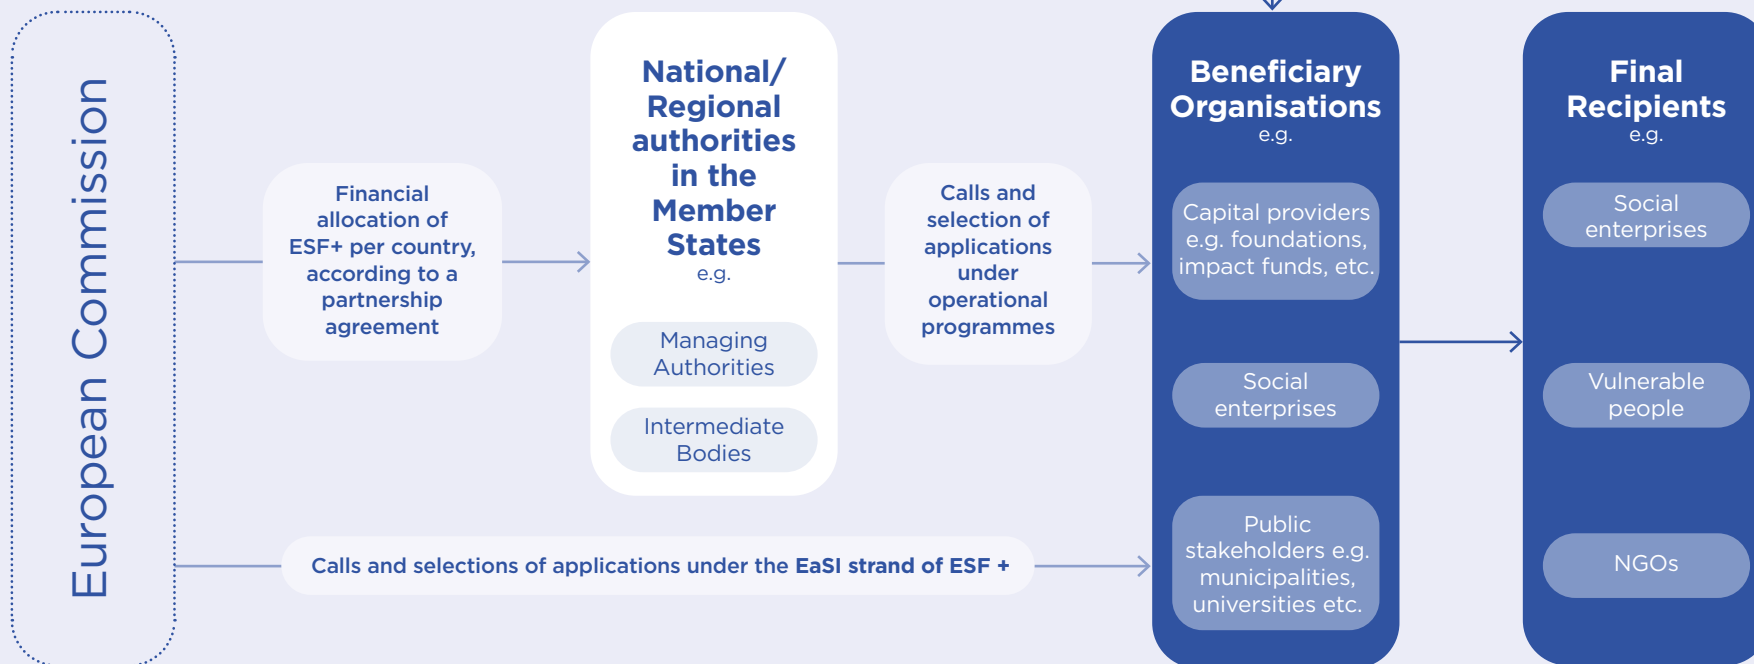 European Commission
Financial
allocation of
ESF+ per country,
according to a
partnership
agreement
National/
Regional
authorities
in the
Member
States
e.g.
Managing
Authorities
Intermediate
Bodies
Calls and
selection of
applications
under
operational
programmes
Calls and selections of applications under the EaSI strand of ESF +
Beneficiary
Organisations
e.g.
Capital providers
e.g. foundations,
impact funds, etc.
Social
enterprises
Public
stakeholders e.g.
municipalities,
universities etc.
Final
Recipients
e.g.
Social
enterprises
Vulnerable
people
NGOs